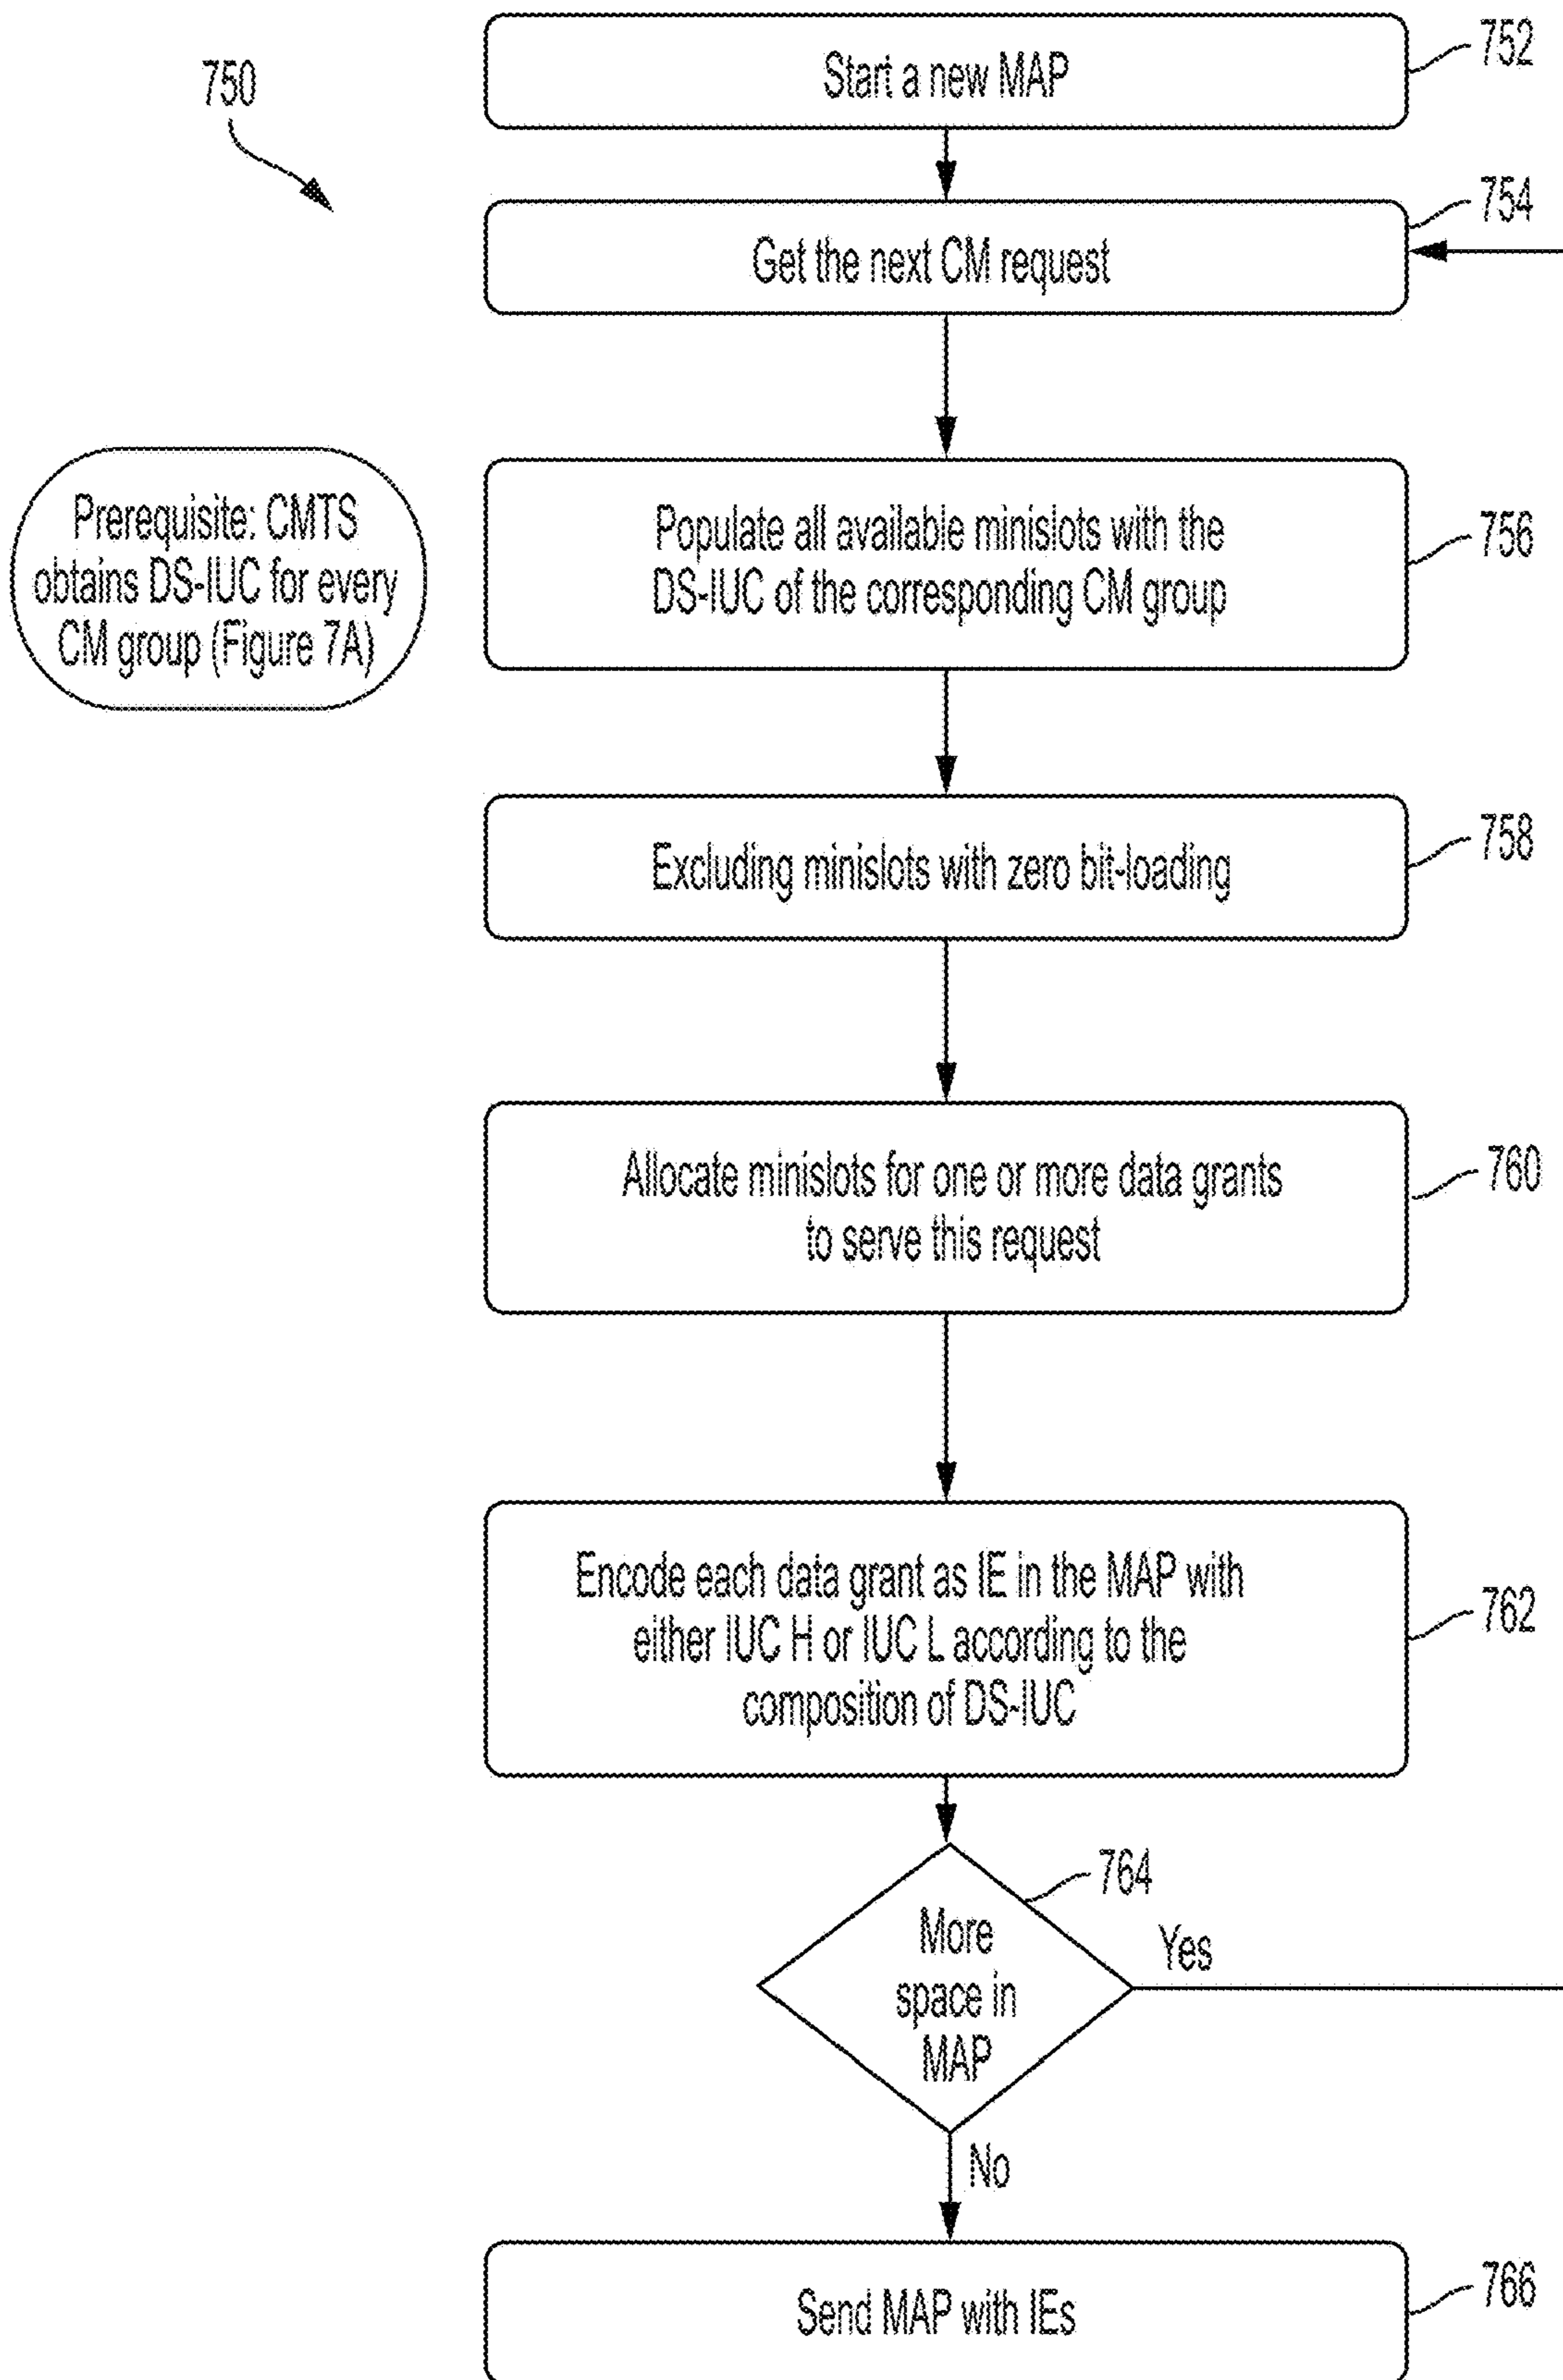 750
Start a new MAP
752
Get the next CM request
754
Prerequisite: CMTS
obtains DS-IUC for every
CM group (Figure 7A)
Populate all available minislots with the
DS-IUC of the corresponding CM group
756
Excluding minislots with zero bit-loading
758
Allocate minislots for one or more data grants
to serve this request
760
Encode each data grant as IE in the MAP with
either IUC H or IUC L according to the
composition of DS-IUC
762
More
space in
MAP
764
Yes
No
Send MAP with IEs
766